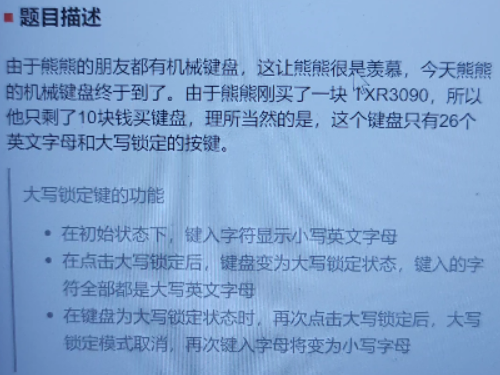 题目描述
由于熊熊的朋友都有机械键盘，这让熊熊很是羡慕，今天熊熊
的机械键盘终于到了。由于熊熊刚买了一块 TXR3090，所以
他只剩了10块钱买键盘，理所当然的是，这个键盘只有26个
英文字母和大写锁定的按键。
大写锁定键的功能
在初始状态下，键入字符显示小写英文字母
在点击大写锁定后，键盘变为大写锁定状态，键入的字
符全部都是大写英文字母
在键盘为大写锁定状态时，再次点击大写锁定后，大写
锁定模式取消，再次键入字母将变为小写字母